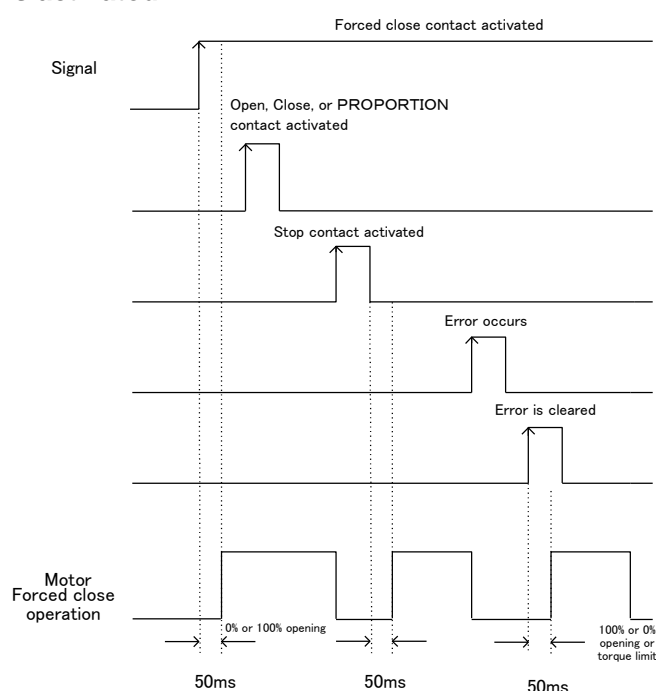 Forced close contact activated
Signal
Open, Close, or PROPORTION
contact activated
Stop contact activated
Error occurs
Error is cleared
Motor
Forced close
operation
0% or 100% opening
100% or 0%
opening or
torque limit
50ms
50ms
50ms